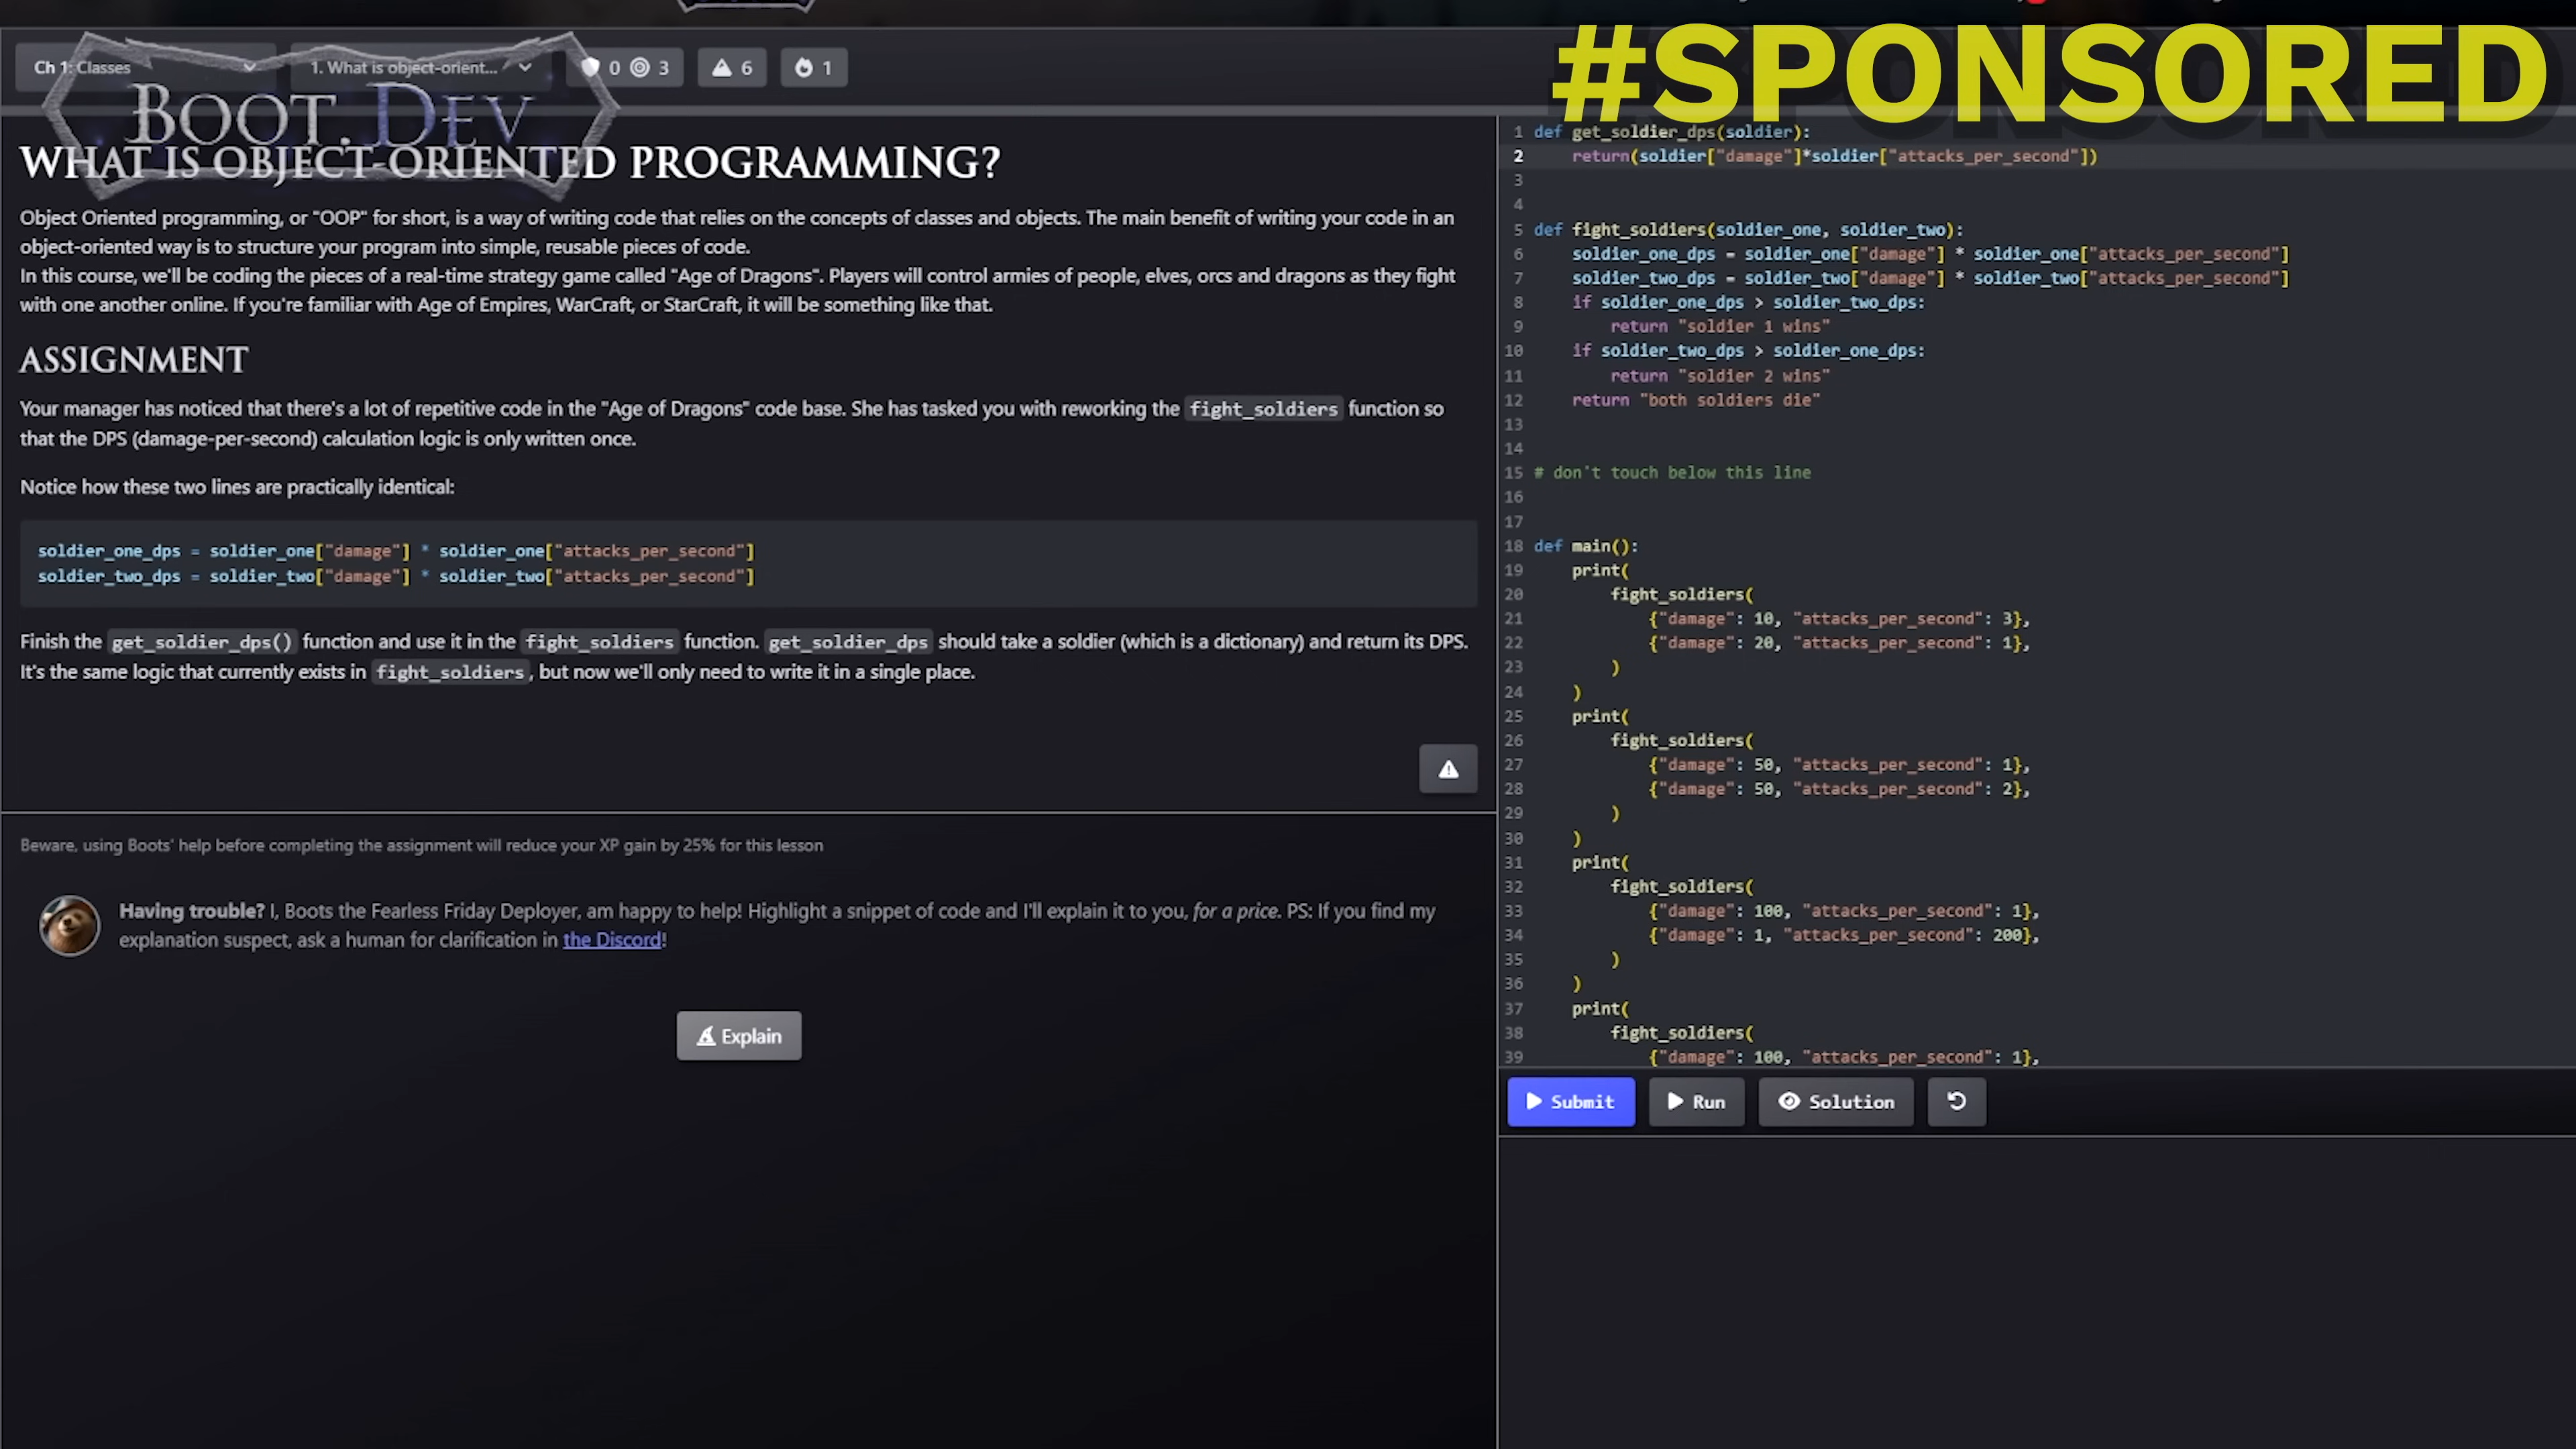 #SPONSORED
Ch 1: Classes
1. What is object-orient...
0
3
6
1
BOOT.DEV
WHAT IS OBJECT-ORIENTED PROGRAMMING?
Object Oriented programming, or "OOP" for short, is a way of writing code that relies on the concepts of classes and objects. The main benefit of writing your code in an
object-oriented way is to structure your program into simple, reusable pieces of code.
In this course, we'll be coding the pieces of a real-time strategy game called "Age of Dragons". Players will control armies of people, elves, orcs and dragons as they fight
with one another online. If you're familiar with Age of Empires, WarCraft, or StarCraft, it will be something like that.
ASSIGNMENT
Your manager has noticed that there's a lot of repetitive code in the "Age of Dragons" code base. She has tasked you with reworking the fight_soldiers function so
that the DPS (damage-per-second) calculation logic is only written once.
Notice how these two lines are practically identical:
soldier_one_dps = soldier_one["damage"] * soldier_one["attacks_per_second"]
soldier_two_dps = soldier_two["damage"] * soldier_two["attacks_per_second"]
Finish the get_soldier_dps() function and use it in the fight_soldiers function. get_soldier_dps should take a soldier (which is a dictionary) and return its DPS.
It's the same logic that currently exists in fight_soldiers, but now we'll only need to write it in a single place.
Beware, using Boots' help before completing the assignment will reduce your XP gain by 25% for this lesson
Having trouble? I, Boots the Fearless Friday Deployer, am happy to help! Highlight a snippet of code and I'll explain it to you, for a price. PS: If you find my
explanation suspect, ask a human for clarification in the Discord!
Explain
1 def get_soldier_dps(soldier):
2     return(soldier["damage"]*soldier["attacks_per_second"])
3
4
5 def fight_soldiers(soldier_one, soldier_two):
6     soldier_one_dps = soldier_one["damage"] * soldier_one["attacks_per_second"]
7     soldier_two_dps = soldier_two["damage"] * soldier_two["attacks_per_second"]
8     if soldier_one_dps > soldier_two_dps:
9         return "soldier 1 wins"
10     if soldier_two_dps > soldier_one_dps:
11         return "soldier 2 wins"
12     return "both soldiers die"
13
14
15 # don't touch below this line
16
17
18 def main():
19     print(
20         fight_soldiers(
21             {"damage": 10, "attacks_per_second": 3},
22             {"damage": 20, "attacks_per_second": 1},
23         )
24     )
25     print(
26         fight_soldiers(
27             {"damage": 50, "attacks_per_second": 1},
28             {"damage": 50, "attacks_per_second": 2},
29         )
30     )
31     print(
32         fight_soldiers(
33             {"damage": 100, "attacks_per_second": 1},
34             {"damage": 1, "attacks_per_second": 200},
35         )
36     )
37     print(
38         fight_soldiers(
39             {"damage": 100, "attacks_per_second": 1},
Submit
Run
Solution